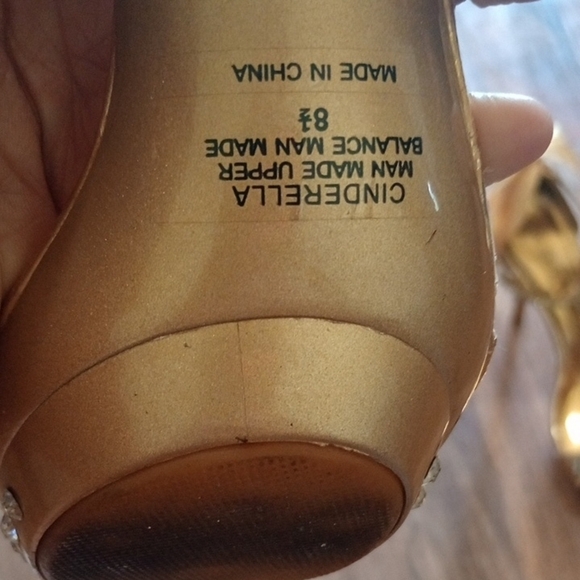 CINDERELLA
MAN MADE UPPER
BALANCE MAN MADE
8½
MADE IN CHINA